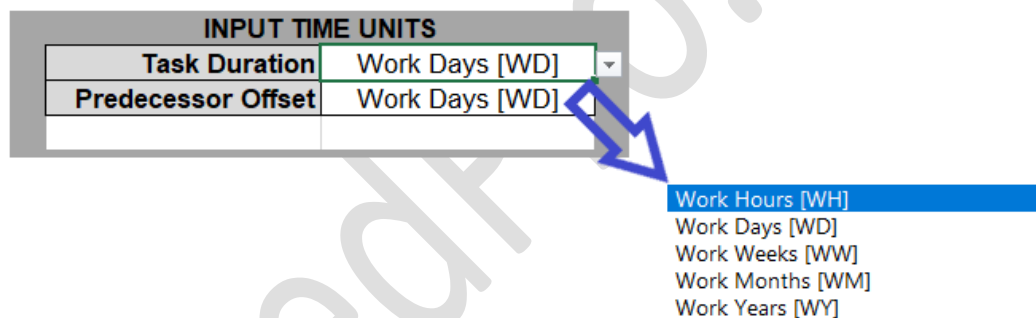 INPUT TIME UNITS
Task Duration Work Days [WD]
Predecessor Offset Work Days [WD]
Work Hours [WH]
Work Days [WD]
Work Weeks [WW]
Work Months [WM]
Work Years [WY]